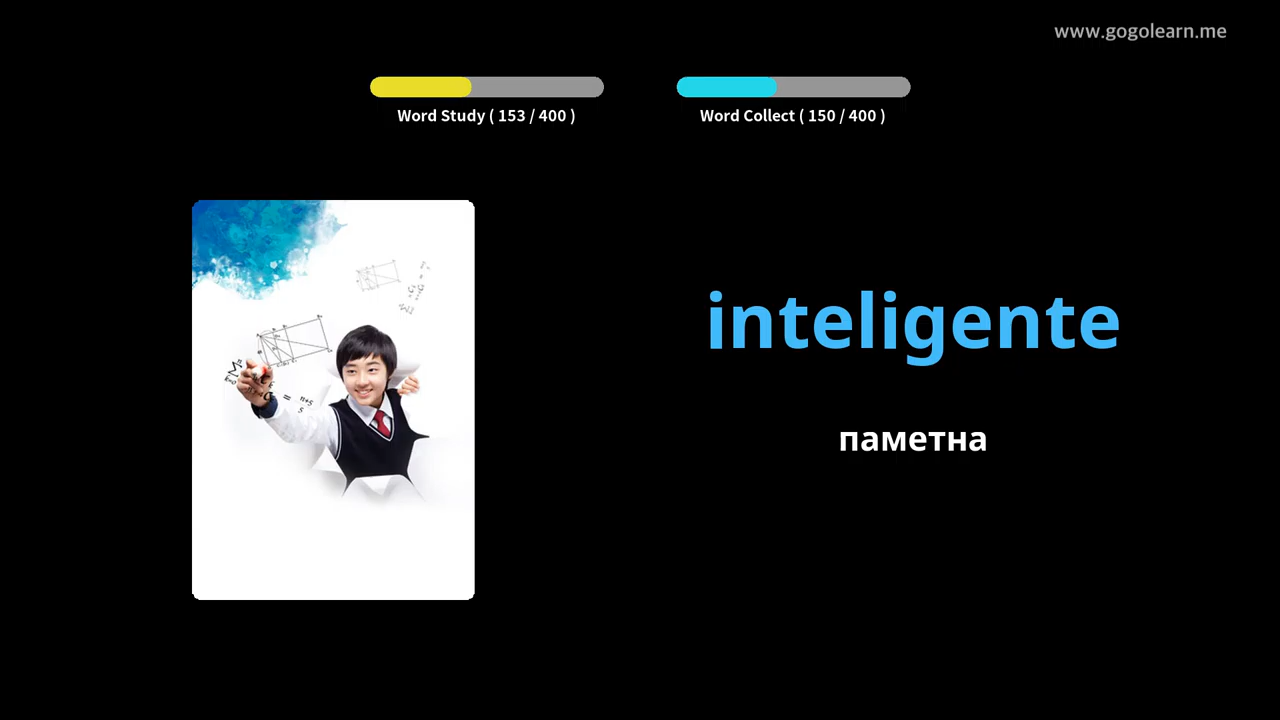 www.gogolearn.me
Word Study ( 153 / 400 )
Word Collect ( 150 / 400 )
inteligente
паметна